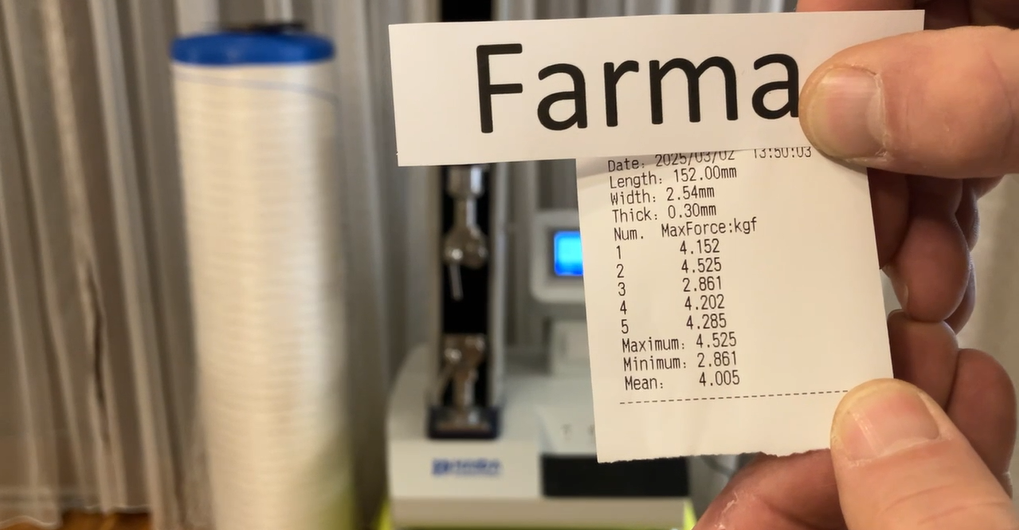 Farma
Date: 2025/03/02 13:50:03
Length: 152.00mm
Width: 2.54mm
Thick: 0.30mm
Num. MaxForce:kgf
1 4.152
2 4.525
3 2.861
4 4.202
5 4.285
Maximum: 4.525
Minimum: 2.861
Mean: 4.005